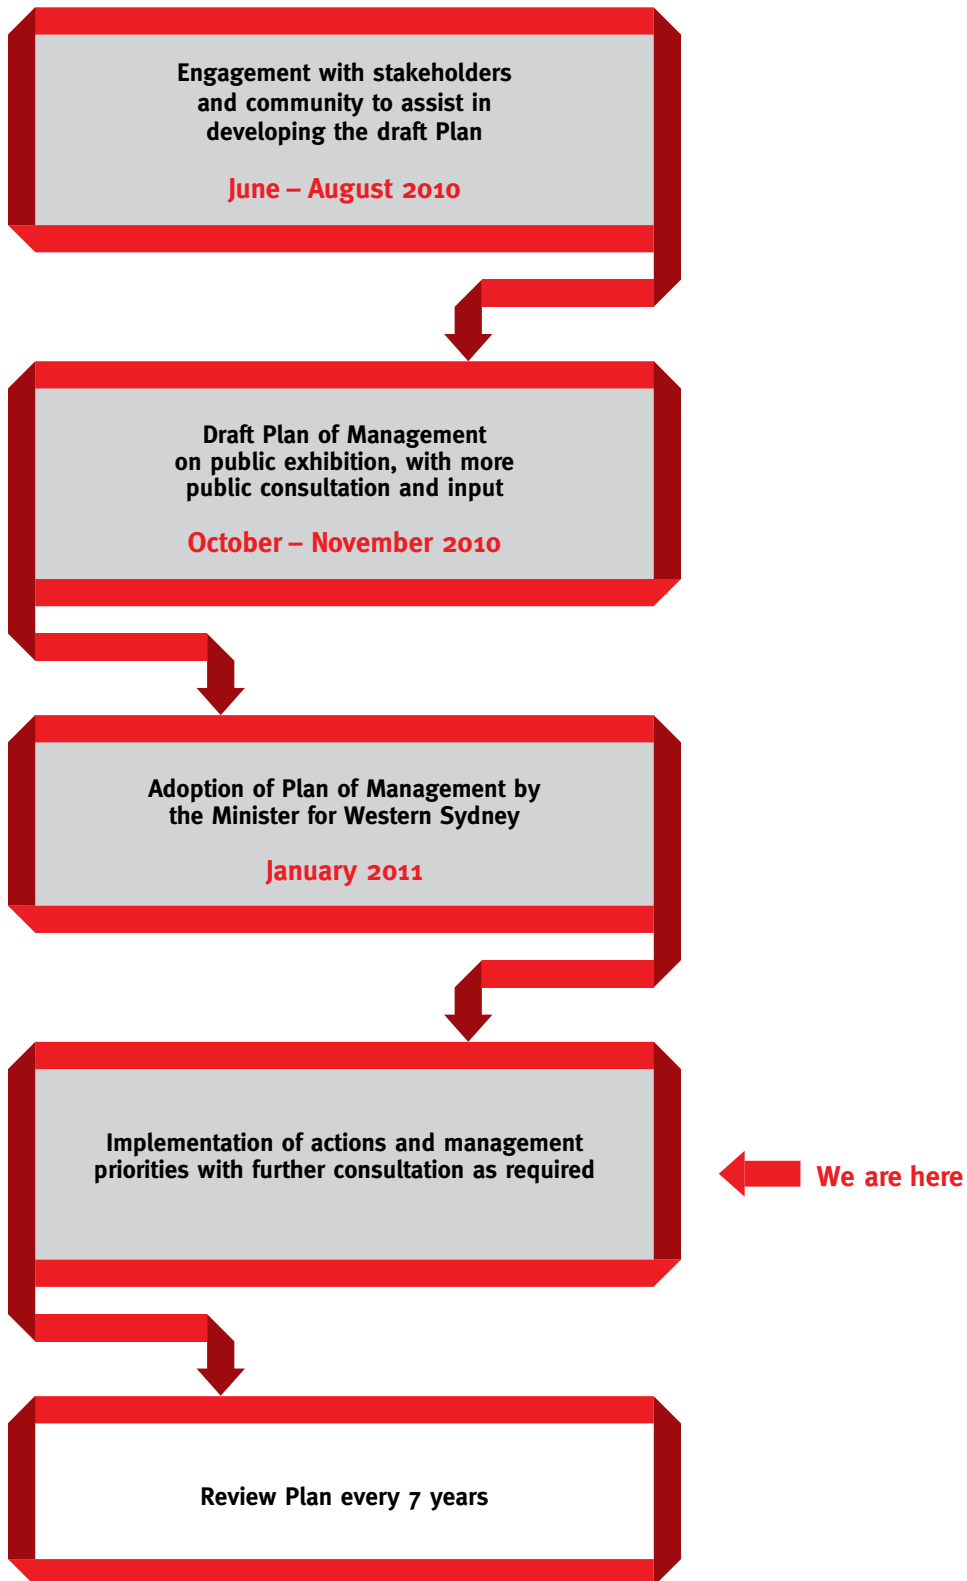 Engagement with stakeholders
and community to assist in
developing the draft Plan
June – August 2010
Draft Plan of Management
on public exhibition, with more
public consultation and input
October – November 2010
Adoption of Plan of Management by
the Minister for Western Sydney
January 2011
Implementation of actions and management
priorities with further consultation as required
We are here
Review Plan every 7 years